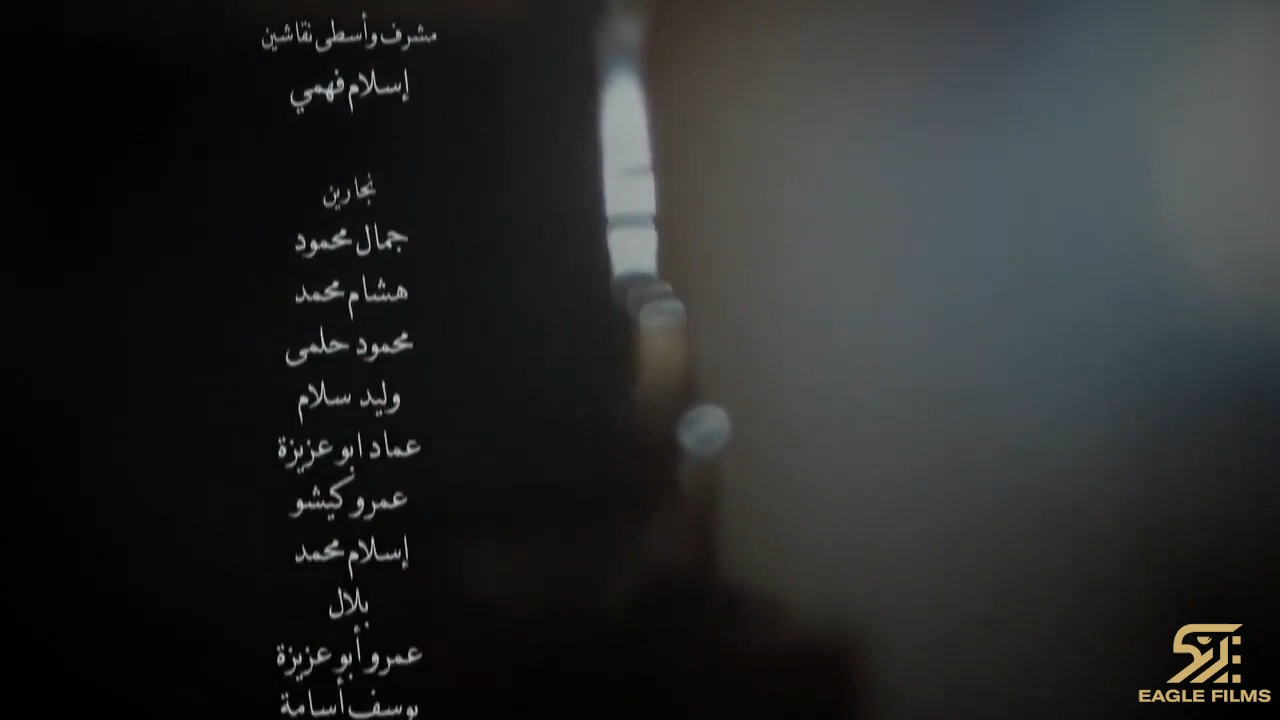 مشرف وأسطى نقاشين
إسلام فهمي
نجارين
جمال محمود
هشام محمد
محمود حلمى
وليد سلام
عماد ابو عزيزة
عمرو كيشو
إسلام محمد
بلال
عمرو أبو عزيزة
يوسف أسامة
EAGLE FILMS